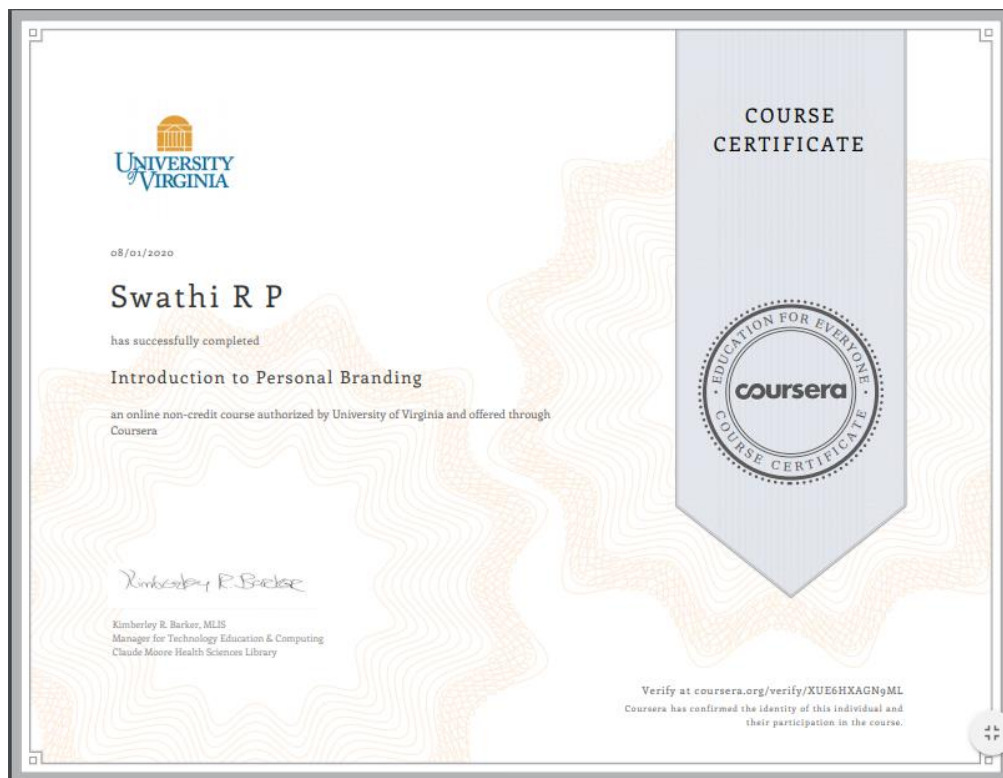 UNIVERSITY
of VIRGINIA
08/01/2020
Swathi R P
has successfully completed
Introduction to Personal Branding
an online non-credit course authorized by University of Virginia and offered through
Coursera
Kimberley R. Barker
Kimberley R. Barker, MLIS
Manager for Technology Education & Computing
Claude Moore Health Sciences Library
COURSE
CERTIFICATE
EDUCATION FOR EVERYONE
coursera
COURSE CERTIFICATE
Verify at coursera.org/verify/XUE6HXAGN9ML
Coursera has confirmed the identity of this individual and
their participation in the course.